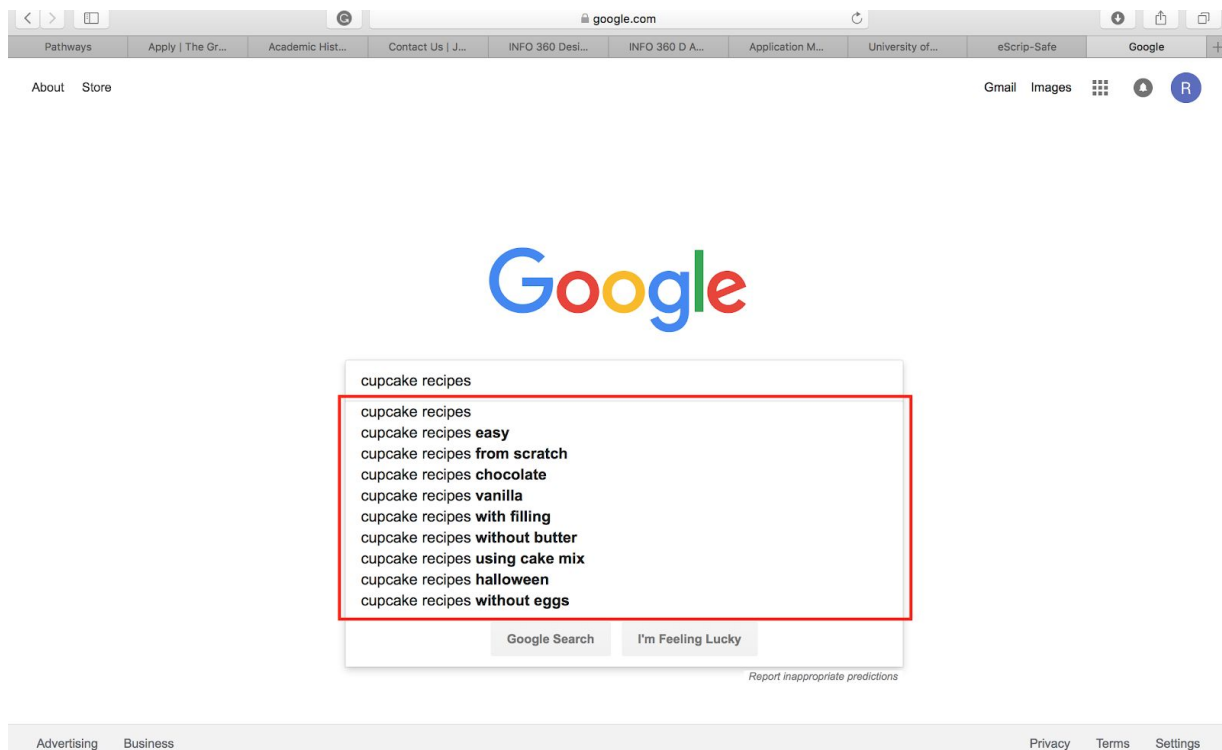 google.com
Pathways Apply | The Gr... Academic Hist... Contact Us | J... INFO 360 Desi... INFO 360 D A... Application M... University of... eScrip-Safe Google
About Store Gmail Images R
Google
cupcake recipes
cupcake recipes
cupcake recipes easy
cupcake recipes from scratch
cupcake recipes chocolate
cupcake recipes vanilla
cupcake recipes with filling
cupcake recipes without butter
cupcake recipes using cake mix
cupcake recipes halloween
cupcake recipes without eggs
Google Search I'm Feeling Lucky
Report inappropriate predictions
Advertising Business Privacy Terms Settings